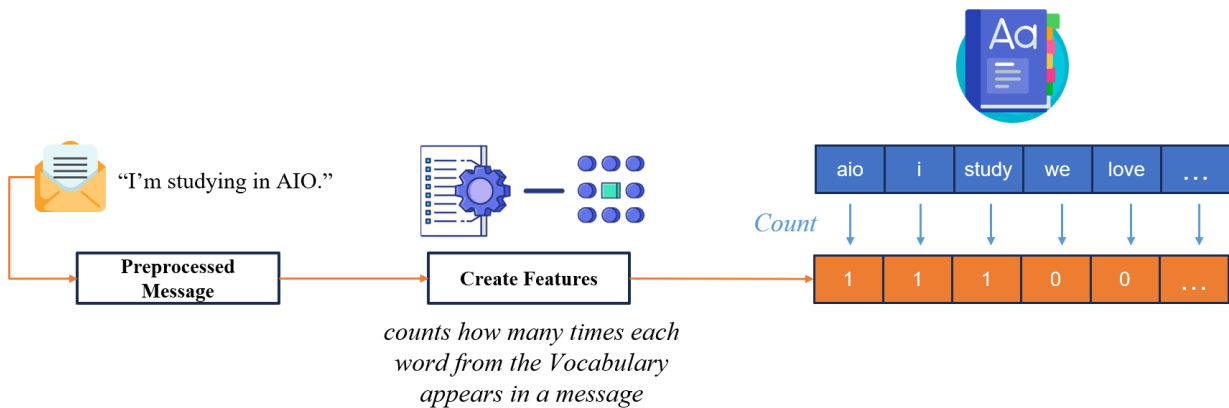 Aa
“I’m studying in AIO.”
aio i study we love ...
Count
Preprocessed
Message
Create Features
1 1 1 0 0 ...
counts how many times each
word from the Vocabulary
appears in a message